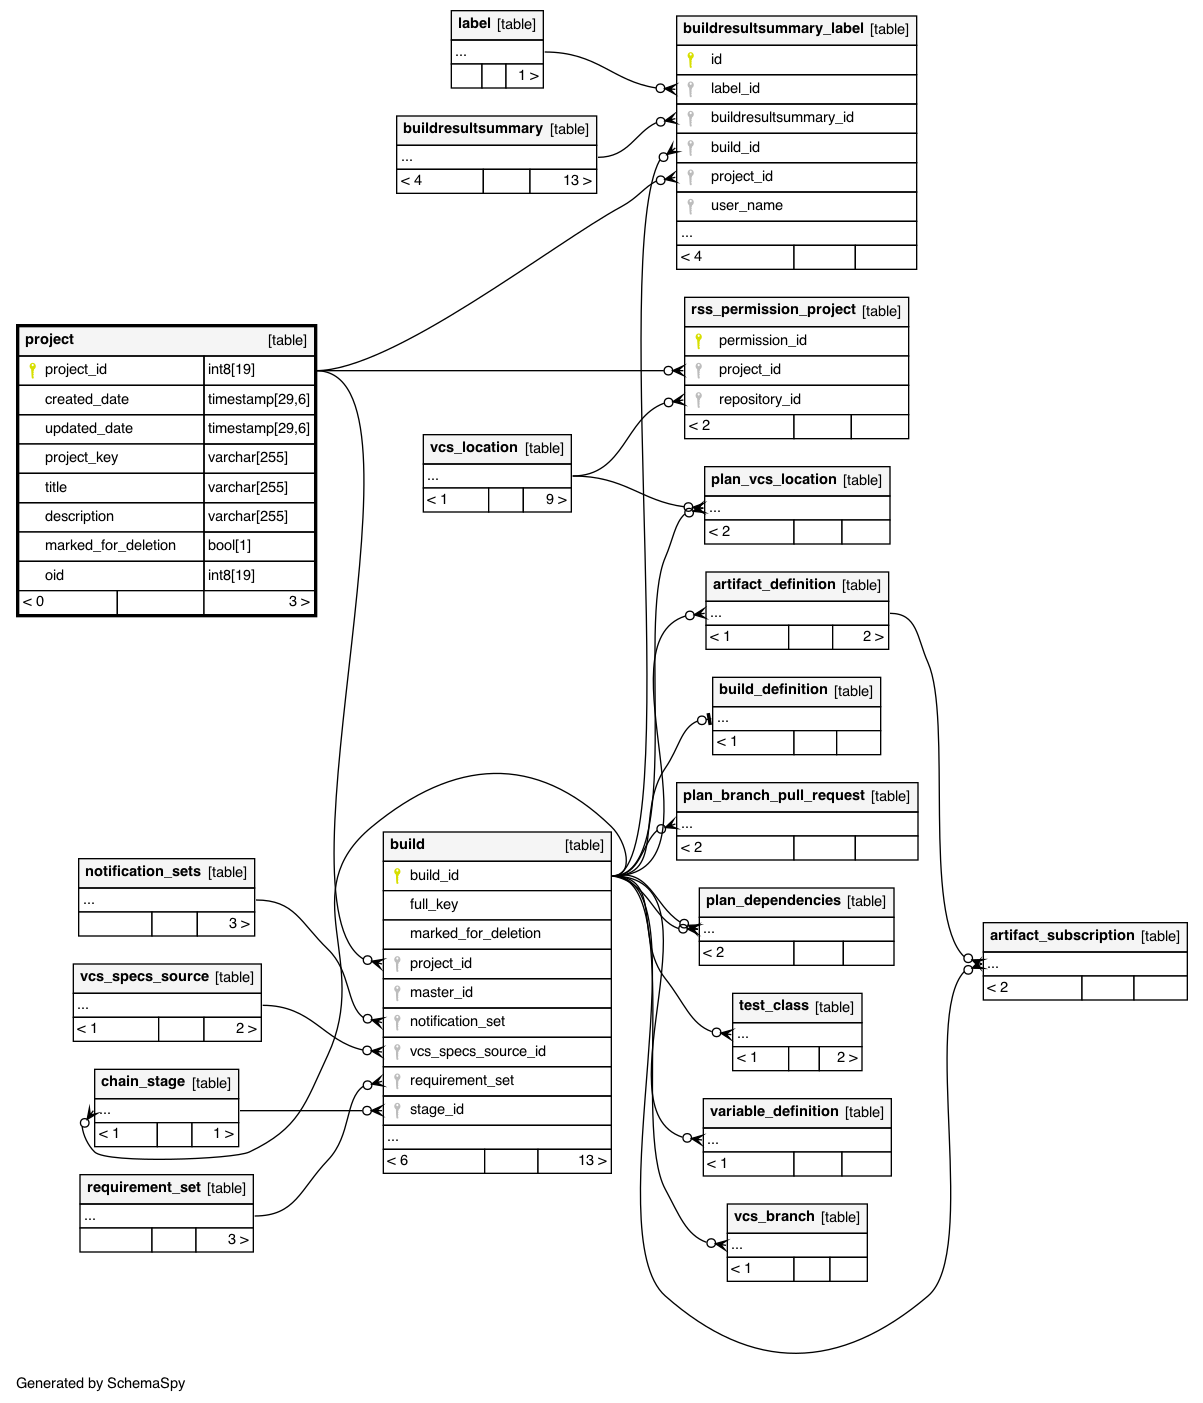 label [table]
...
1 >
buildresultsummary [table]
...
< 4 13 >
buildresultsummary_label [table]
id
label_id
buildresultsummary_id
build_id
project_id
user_name
...
< 4
project [table]
project_id int8[19]
created_date timestamp[29,6]
updated_date timestamp[29,6]
project_key varchar[255]
title varchar[255]
description varchar[255]
marked_for_deletion bool[1]
oid int8[19]
< 0 3 >
rss_permission_project [table]
permission_id
project_id
repository_id
< 2
vcs_location [table]
...
< 1 9 >
plan_vcs_location [table]
...
< 2
artifact_definition [table]
...
< 1 2 >
build_definition [table]
...
< 1
plan_branch_pull_request [table]
...
< 2
build [table]
build_id
full_key
marked_for_deletion
project_id
master_id
notification_set
vcs_specs_source_id
requirement_set
stage_id
...
< 6 13 >
notification_sets [table]
...
3 >
vcs_specs_source [table]
...
< 1 2 >
chain_stage [table]
...
< 1 1 >
requirement_set [table]
...
3 >
plan_dependencies [table]
...
< 2
artifact_subscription [table]
...
< 2
test_class [table]
...
< 1 2 >
variable_definition [table]
...
< 1
vcs_branch [table]
...
< 1
Generated by SchemaSpy